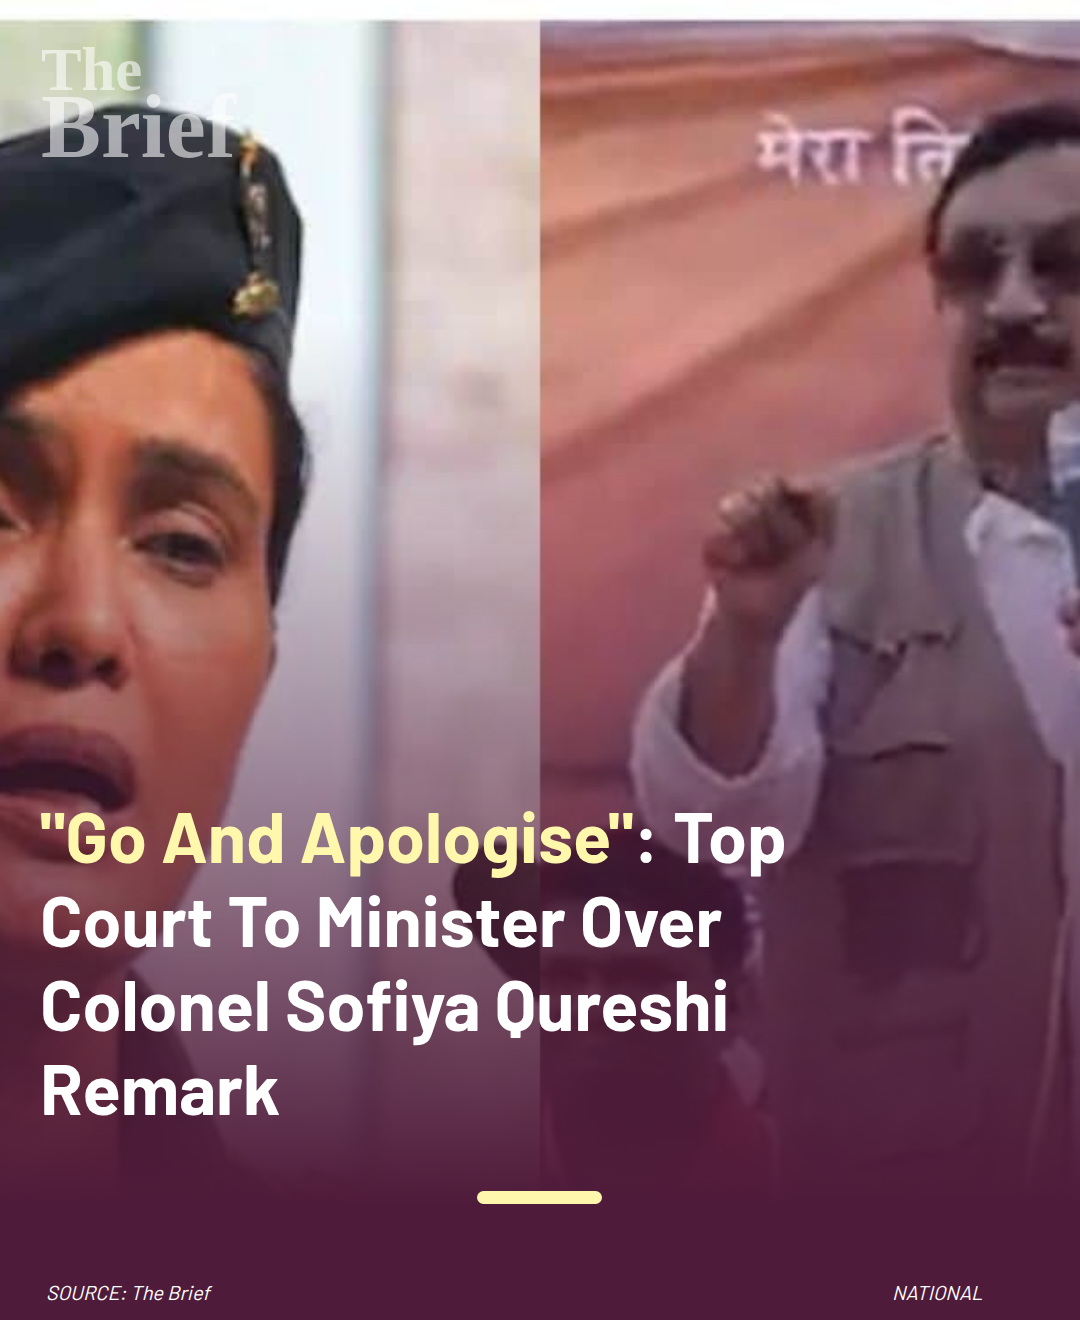 The
Brief
मेरा ति
"Go And Apologise": Top
Court To Minister Over
Colonel Sofiya Qureshi
Remark
SOURCE: The Brief
NATIONAL